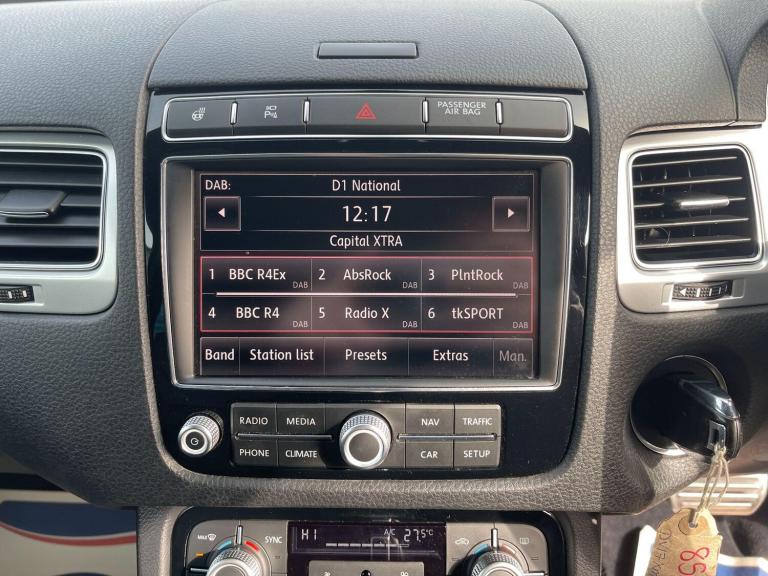 PASSENGER
AIR BAG
DAB: D1 National
12:17
Capital XTRA
1 BBC R4Ex DAB 2 AbsRock DAB 3 PlntRock DAB
4 BBC R4 DAB 5 Radio X DAB 6 tkSPORT DAB
Band Station list Presets Extras Man.
RADIO MEDIA NAV TRAFFIC
PHONE CLIMATE CAR SETUP
MAX SYNC HI A/C 27.5°C